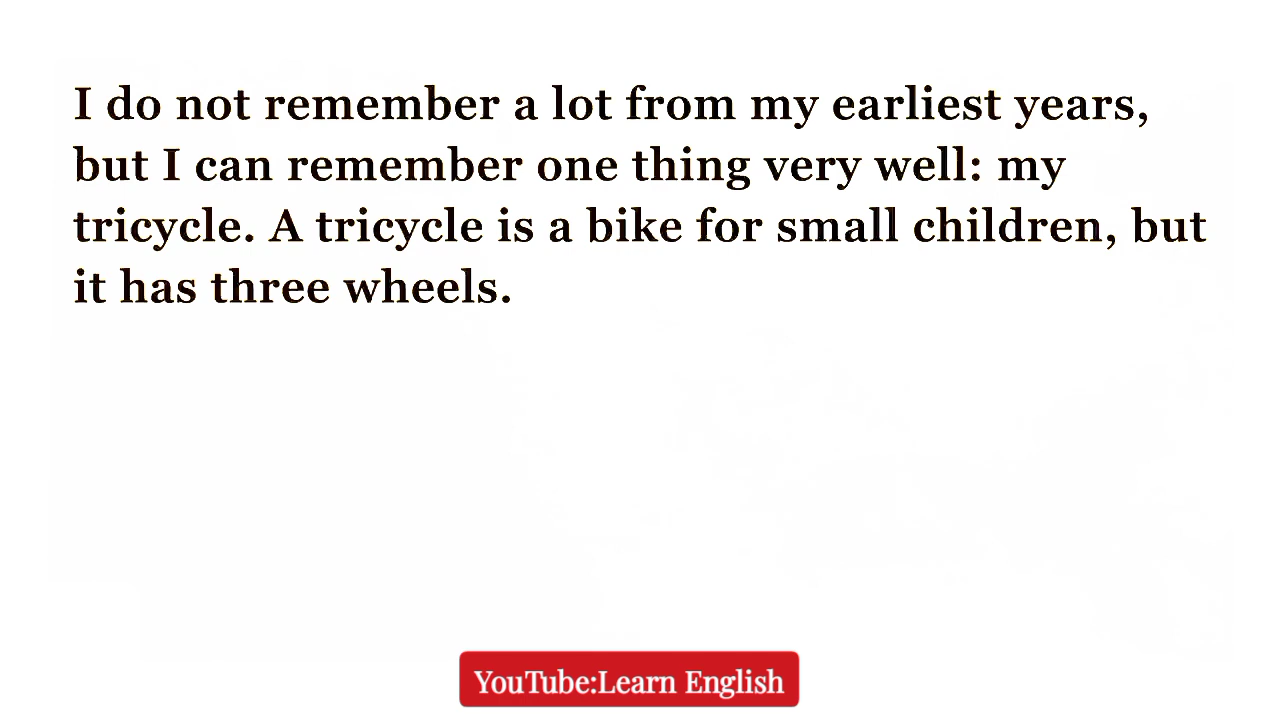 I do not remember a lot from my earliest years,
but I can remember one thing very well: my
tricycle. A tricycle is a bike for small children, but
it has three wheels.
YouTube:Learn English